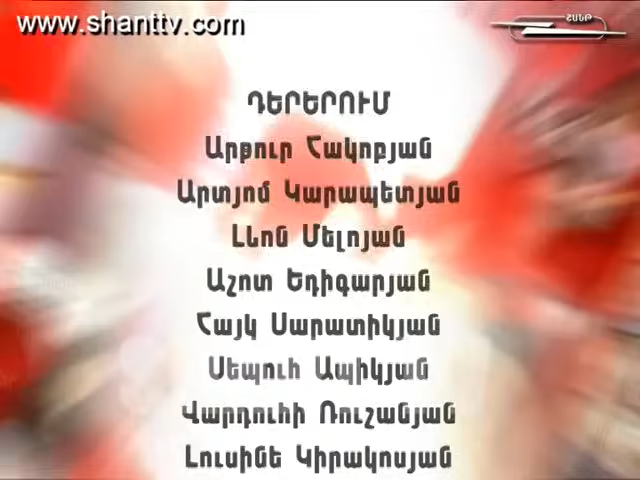 www.shanttv.com
ՇԱՆԹ
ԴԵՐԵՐՈՒՄ
Արթուր Հակոբյան
Արտյոմ Կարապետյան
Լևոն Մելոյան
Աշոտ Եդիգարյան
Հայկ Սարատիկյան
Սեպուհ Ապիկյան
Վարդուհի Ռուշանյան
Լուսինե Կիրակոսյան